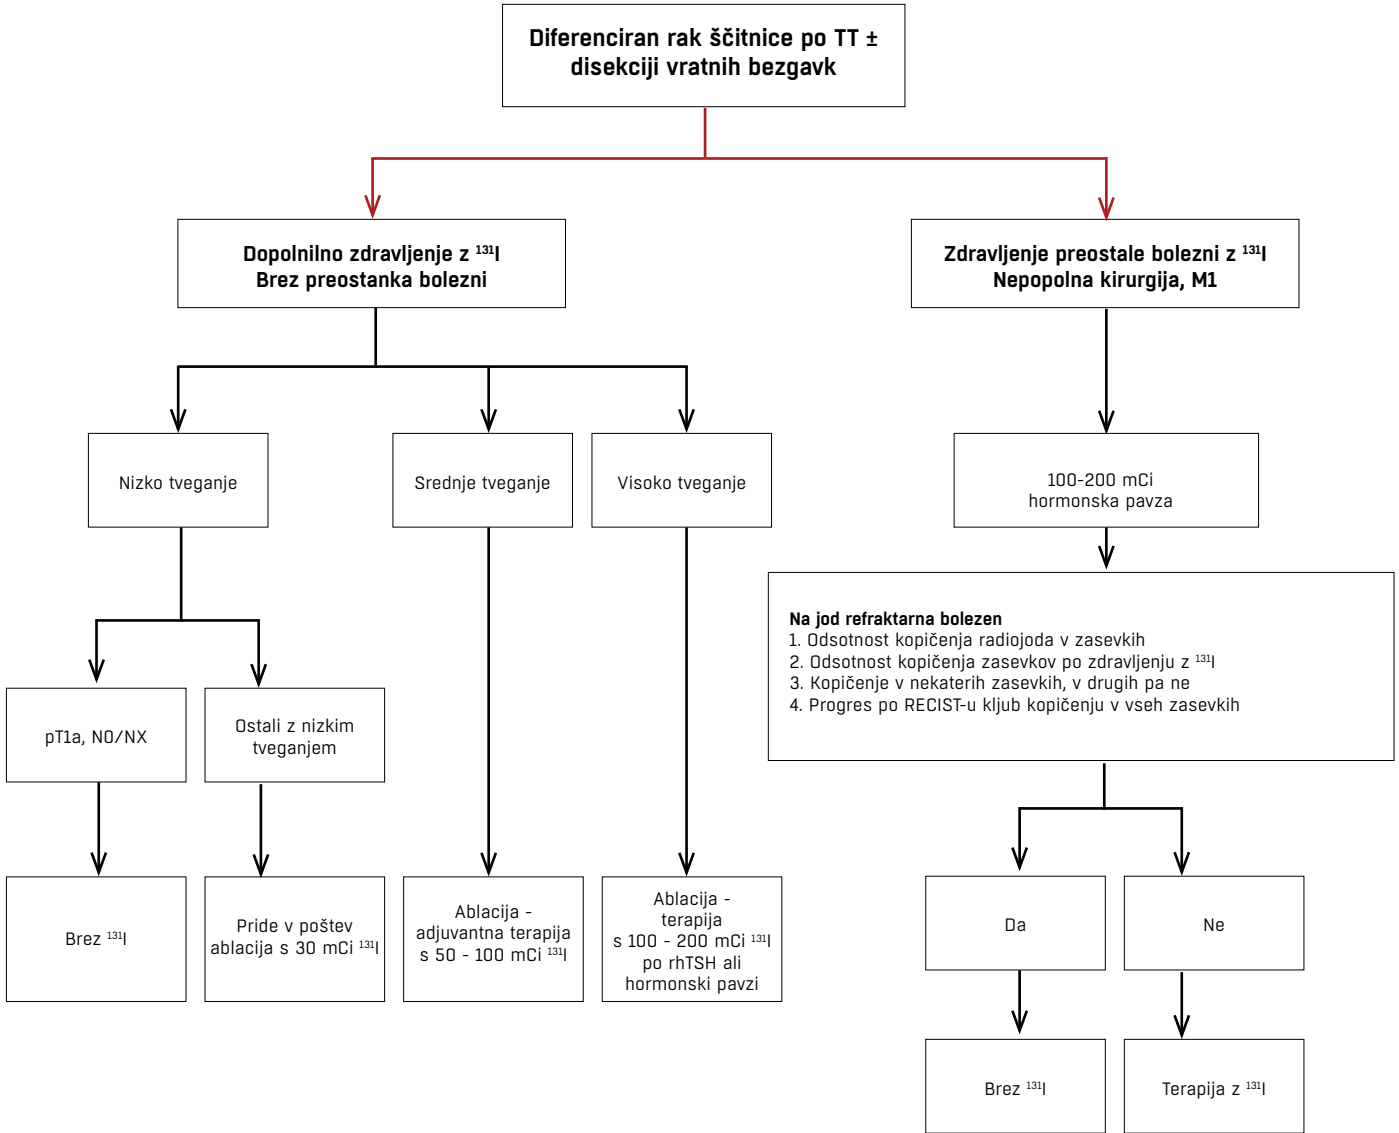 Diferenciran rak ščitnice po TT ±
disekciji vratnih bezgavk
Dopolnilno zdravljenje z ¹³¹I
Brez preostanka bolezni
Zdravljenje preostale bolezni z ¹³¹I
Nepopolna kirurgija, M1
Nizko tveganje
Srednje tveganje
Visoko tveganje
100-200 mCi
hormonska pavza
Na jod refraktarna bolezen
1. Odsotnost kopičenja radiojoda v zasevkih
2. Odsotnost kopičenja zasevkov po zdravljenju z ¹³¹I
3. Kopičenje v nekaterih zasevkih, v drugih pa ne
4. Progres po RECIST-u kljub kopičenju v vseh zasevkih
pT1a, N0/NX
Ostali z nizkim
tveganjem
Brez ¹³¹I
Pride v poštev
ablacija s 30 mCi ¹³¹I
Ablacija -
adjuvantna terapija
s 50 - 100 mCi ¹³¹I
Ablacija -
terapija
s 100 - 200 mCi ¹³¹I
po rhTSH ali
hormonski pavzi
Da
Ne
Brez ¹³¹I
Terapija z ¹³¹I